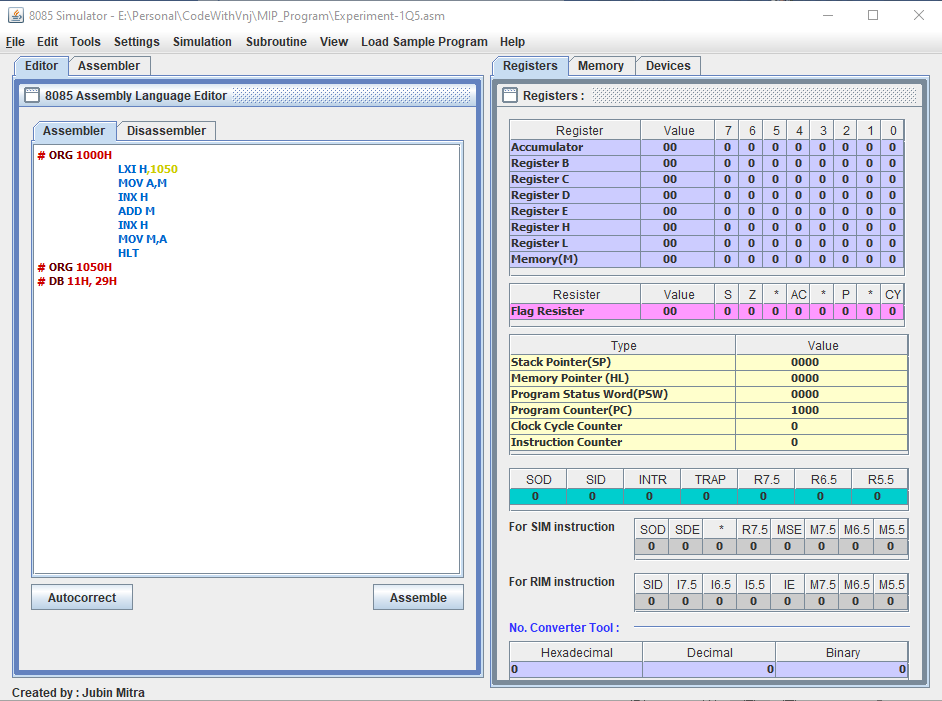 8085 Simulator - E:\Personal\CodeWithVnj\MIP_Program\Experiment-1Q5.asm
File Edit Tools Settings Simulation Subroutine View Load Sample Program Help
Editor Assembler
8085 Assembly Language Editor
Assembler Disassembler
# ORG 1000H
LXI H,1050
MOV A,M
INX H
ADD M
INX H
MOV M,A
HLT
# ORG 1050H
# DB 11H, 29H
Autocorrect Assemble
Created by : Jubin Mitra
Registers Memory Devices
Registers :
Register Value 7 6 5 4 3 2 1 0
Accumulator 00 0 0 0 0 0 0 0 0
Register B 00 0 0 0 0 0 0 0 0
Register C 00 0 0 0 0 0 0 0 0
Register D 00 0 0 0 0 0 0 0 0
Register E 00 0 0 0 0 0 0 0 0
Register H 00 0 0 0 0 0 0 0 0
Register L 00 0 0 0 0 0 0 0 0
Memory(M) 00 0 0 0 0 0 0 0 0
Resister Value S Z * AC * P * CY
Flag Resister 00 0 0 0 0 0 0 0 0
Type Value
Stack Pointer(SP) 0000
Memory Pointer (HL) 0000
Program Status Word(PSW) 0000
Program Counter(PC) 1000
Clock Cycle Counter 0
Instruction Counter 0
SOD SID INTR TRAP R7.5 R6.5 R5.5
0 0 0 0 0 0 0
For SIM instruction
SOD SDE * R7.5 MSE M7.5 M6.5 M5.5
0 0 0 0 0 0 0 0
For RIM instruction
SID I7.5 I6.5 I5.5 IE M7.5 M6.5 M5.5
0 0 0 0 0 0 0 0
No. Converter Tool :
Hexadecimal Decimal Binary
0 0 0